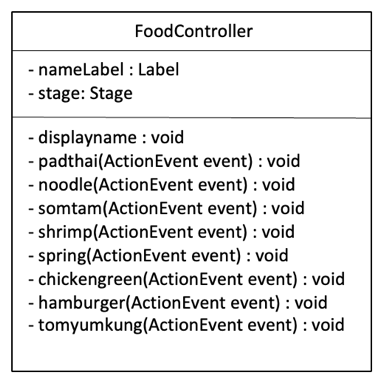 FoodController
- nameLabel : Label
- stage: Stage
- displayname : void
- padthai(ActionEvent event) : void
- noodle(ActionEvent event) : void
- somtam(ActionEvent event) : void
- shrimp(ActionEvent event) : void
- spring(ActionEvent event) : void
- chickengreen(ActionEvent event) : void
- hamburger(ActionEvent event) : void
- tomyumkung(ActionEvent event) : void